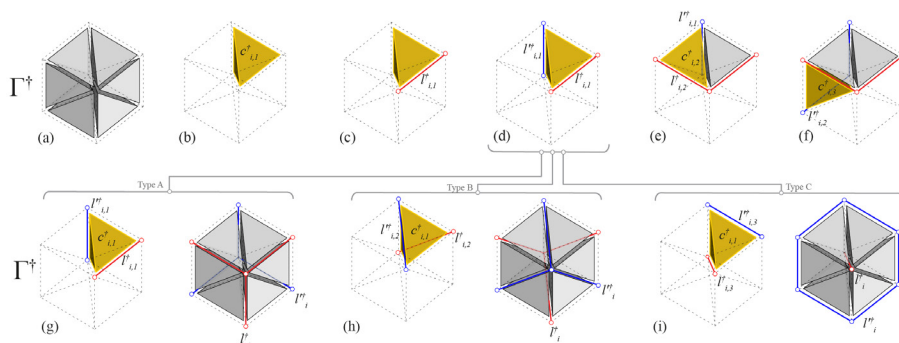 Γ†
(a)
c†i,1
(b)
l†i,1
(c)
l′†i,1
l†i,1
(d)
l′†i,1
c†i,2
l†i,2
(e)
c†i,i
l′†i,2
(f)
Type A
Type B
Type C
Γ†
l′†i,1
c†i,1
l†i,1
l′†i
l†
(g)
l′†i,2
c†i,1
l†i,2
l′†i
l†i
(h)
l′†i,3
c†i,1
l†i,3
l†i
l′†i
(i)